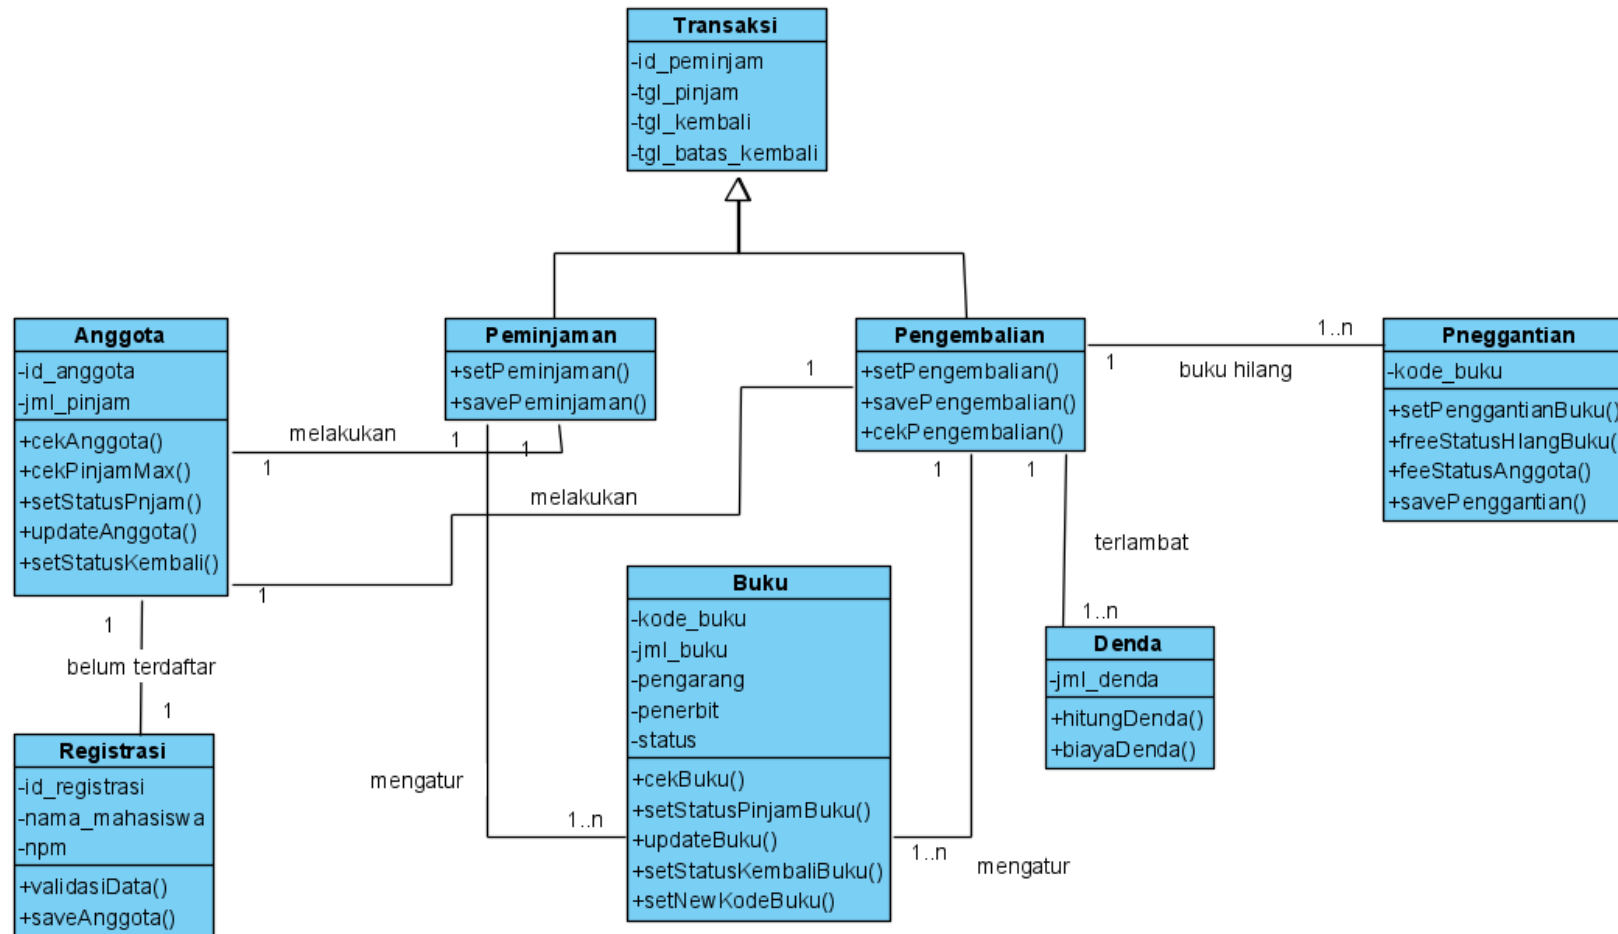 Transaksi
-id_peminjam
-tgl_pinjam
-tgl_kembali
-tgl_batas_kembali
Anggota
-id_anggota
-jml_pinjam
+cekAnggota()
+cekPinjamMax()
+setStatusPnjam()
+updateAnggota()
+setStatusKembali()
Peminjaman
+setPeminjaman()
+savePeminjaman()
Pengembalian
+setPengembalian()
+savePengembalian()
+cekPengembalian()
Pneggantian
-kode_buku
+setPenggantianBuku()
+freeStatusHlangBuku(
+feeStatusAnggota()
+savePenggantian()
1..n
1
buku hilang
melakukan
1
1
1
1
melakukan
1
1
1
terlambat
1..n
1
belum terdaftar
1
Buku
-kode_buku
-jml_buku
-pengarang
-penerbit
-status
+cekBuku()
+setStatusPinjamBuku()
+updateBuku()
+setStatusKembaliBuku()
+setNewKodeBuku()
Denda
-jml_denda
+hitungDenda()
+biayaDenda()
Registrasi
-id_registrasi
-nama_mahasiswa
-npm
+validasiData()
+saveAnggota()
mengatur
1..n
1..n
mengatur